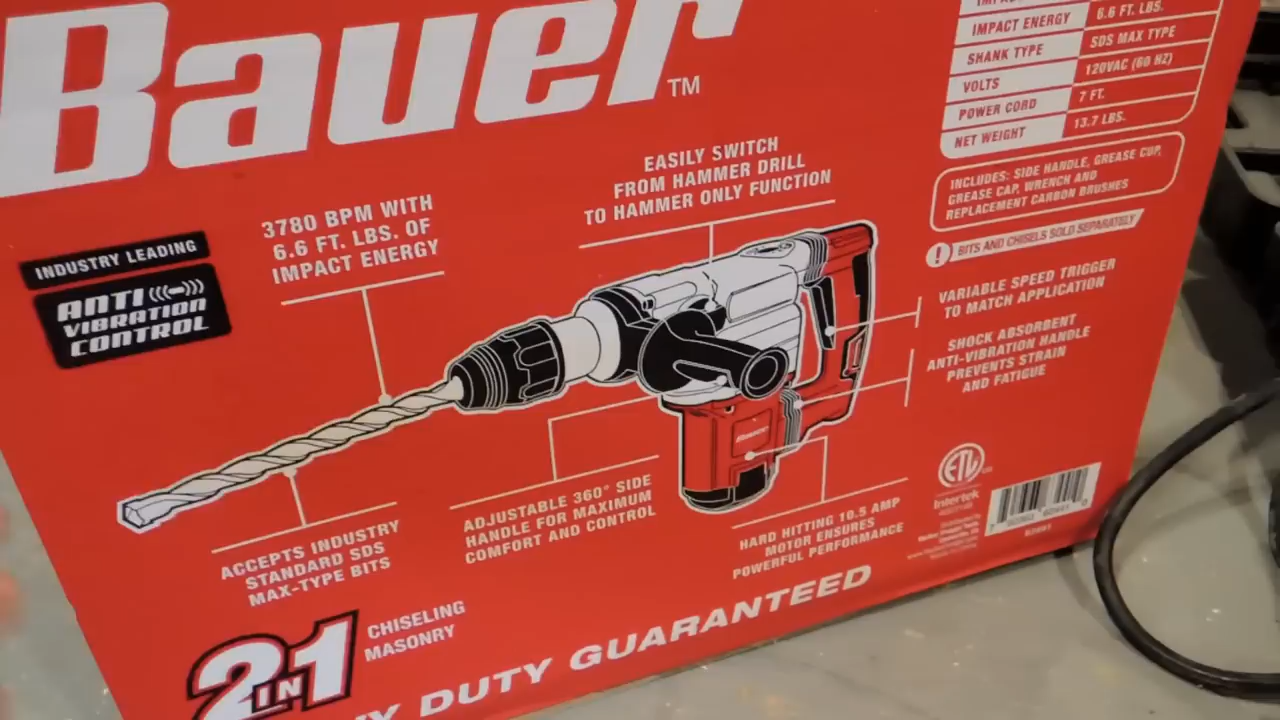 Bauer
TM
IMPACT ENERGY 6.6 FT. LBS.
SHANK TYPE SDS MAX TYPE
VOLTS 120VAC (60 HZ)
POWER CORD 7 FT.
NET WEIGHT 13.7 LBS.
INCLUDES: SIDE HANDLE, GREASE CUP,
GREASE CAP, WRENCH AND
REPLACEMENT CARBON BRUSHES
! BITS AND CHISELS SOLD SEPARATELY
EASILY SWITCH
FROM HAMMER DRILL
TO HAMMER ONLY FUNCTION
3780 BPM WITH
6.6 FT. LBS. OF
IMPACT ENERGY
INDUSTRY LEADING
ANTI
VIBRATION
CONTROL
VARIABLE SPEED TRIGGER
TO MATCH APPLICATION
SHOCK ABSORBENT
ANTI-VIBRATION HANDLE
PREVENTS STRAIN
AND FATIGUE
BAUER
ADJUSTABLE 360° SIDE
HANDLE FOR MAXIMUM
COMFORT AND CONTROL
HARD HITTING 10.5 AMP
MOTOR ENSURES
POWERFUL PERFORMANCE
ETL
Intertek
ACCEPTS INDUSTRY
STANDARD SDS
MAX-TYPE BITS
2 IN 1
CHISELING
MASONRY
DUTY GUARANTEED